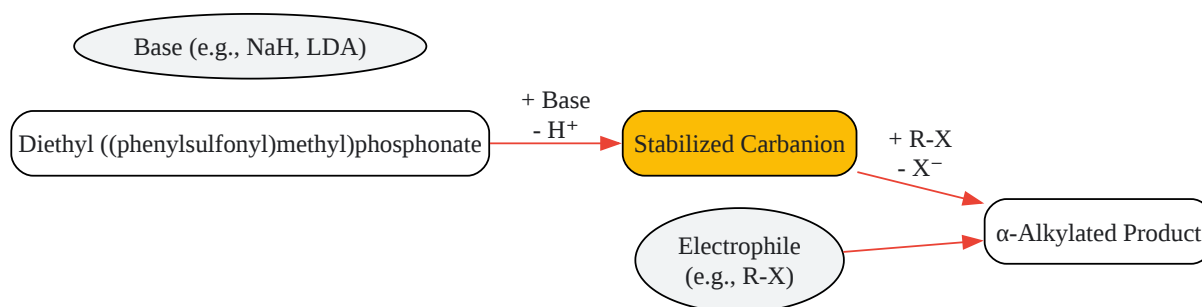 Base (e.g., NaH, LDA)
Diethyl ((phenylsulfonyl)methyl)phosphonate
+ Base
- H⁺
Stabilized Carbanion
+ R-X
- X⁻
Electrophile
(e.g., R-X)
α-Alkylated Product